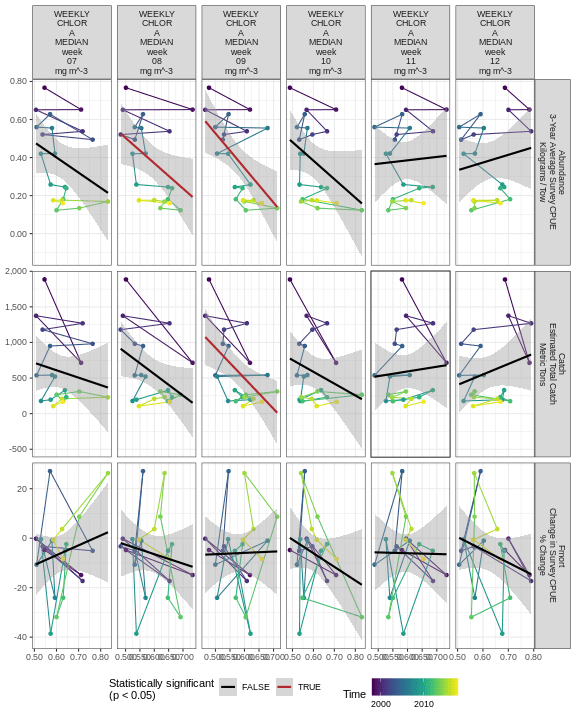 WEEKLY WEEKLY WEEKLY WEEKLY WEEKLY WEEKLY
CHLOR CHLOR CHLOR CHLOR CHLOR CHLOR
A A A A A A
MEDIAN MEDIAN MEDIAN MEDIAN MEDIAN MEDIAN
week week week week week week
07 08 09 10 11 12
mg m^-3 mg m^-3 mg m^-3 mg m^-3 mg m^-3 mg m^-3
0.80
0.60
0.40
0.20
0.00
Abundance
3-Year Average Survey CPUE
Kilograms / Tow
2,000
1,500
1,000
500
0
-500
Catch
Estimated Total Catch
Metric Tons
20
0
-20
-40
Fmort
Change in Survey CPUE
% Change
0.50 0.60 0.70 0.80
0.50 0.60 0.70 0.80
Statistically significant
(p < 0.05)
FALSE TRUE
Time
2000 2010